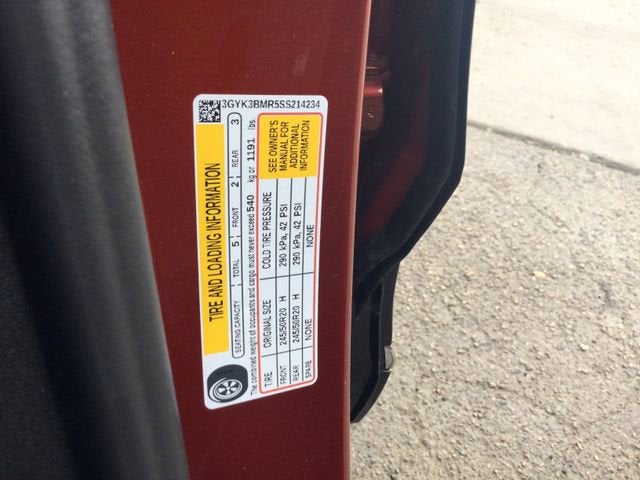 3GYK3BMR5SS214234
TIRE AND LOADING INFORMATION
SEATING CAPACITY TOTAL 5 FRONT 2 REAR 3
The combined weight of occupants and cargo must never exceed 540 kg or 1191 lbs.
TIRE ORIGINAL SIZE COLD TIRE PRESSURE
FRONT 245/50R20 H 290 kPa, 42 PSI
REAR 245/50R20 H 290 kPa, 42 PSI
SPARE NONE NONE
SEE OWNER'S
MANUAL FOR
ADDITIONAL
INFORMATION